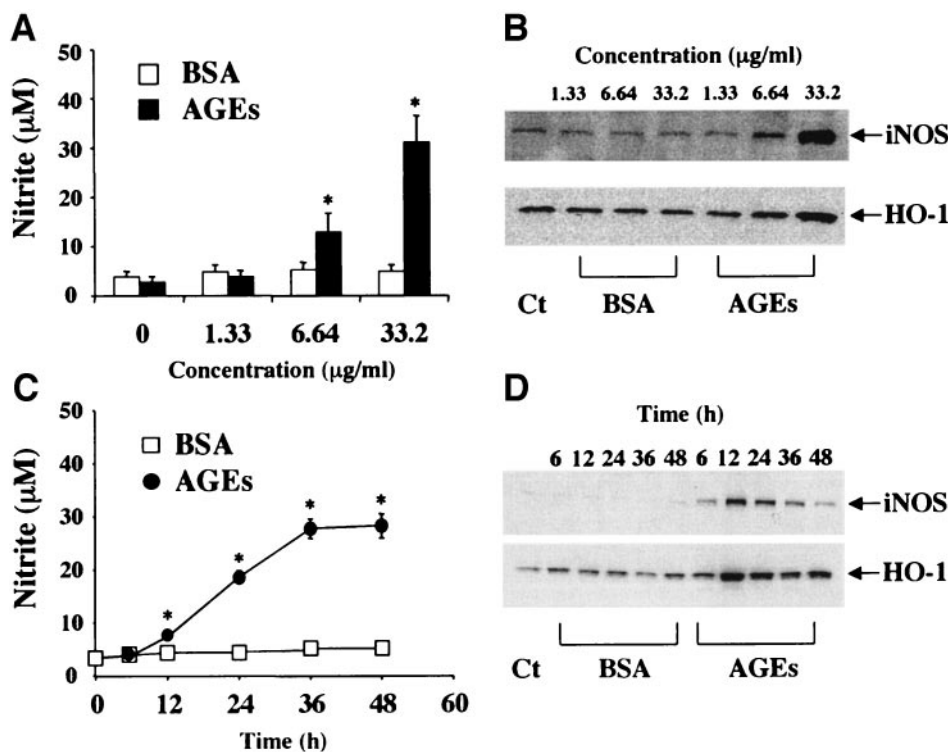 A
50
40
30
20
10
0
Nitrite (μM)
BSA
AGEs
*
*
0 1.33 6.64 33.2
Concentration (μg/ml)
B
Concentration (μg/ml)
1.33 6.64 33.2 1.33 6.64 33.2
iNOS
HO-1
Ct BSA AGEs
C
50
40
30
20
10
0
Nitrite (μM)
BSA
AGEs
* * * *
0 12 24 36 48 60
Time (h)
D
Time (h)
6 12 24 36 48 6 12 24 36 48
iNOS
HO-1
Ct BSA AGEs